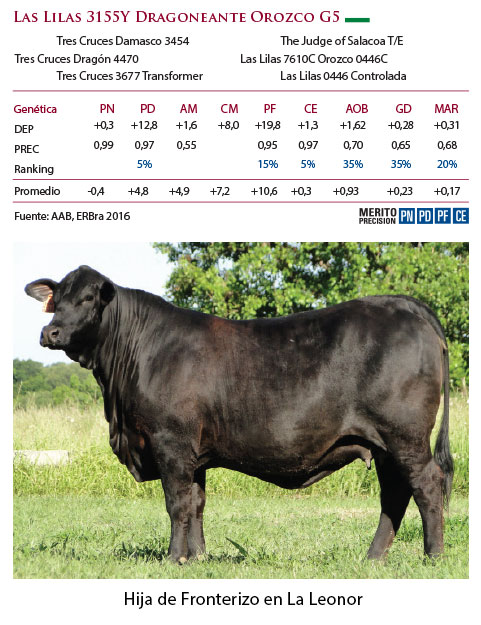 Las Lilas 3155Y Dragoneante Orozco G5
Tres Cruces Damasco 3454 The Judge of Salacoa T/E
Tres Cruces Dragón 4470 Las Lilas 7610C Orozco 0446C
Tres Cruces 3677 Transformer Las Lilas 0446 Controlada
Genética PN PD AM CM PF CE AOB GD MAR
DEP +0,3 +12,8 +1,6 +8,0 +19,8 +1,3 +1,62 +0,28 +0,31
PREC 0,99 0,97 0,55 0,95 0,97 0,70 0,65 0,68
Ranking 5% 15% 5% 35% 35% 20%
Promedio -0,4 +4,8 +4,9 +7,2 +10,6 +0,3 +0,93 +0,23 +0,17
Fuente: AAB, ERBra 2016
MERITO PN PD PF CE
PRECISION
Hija de Fronterizo en La Leonor